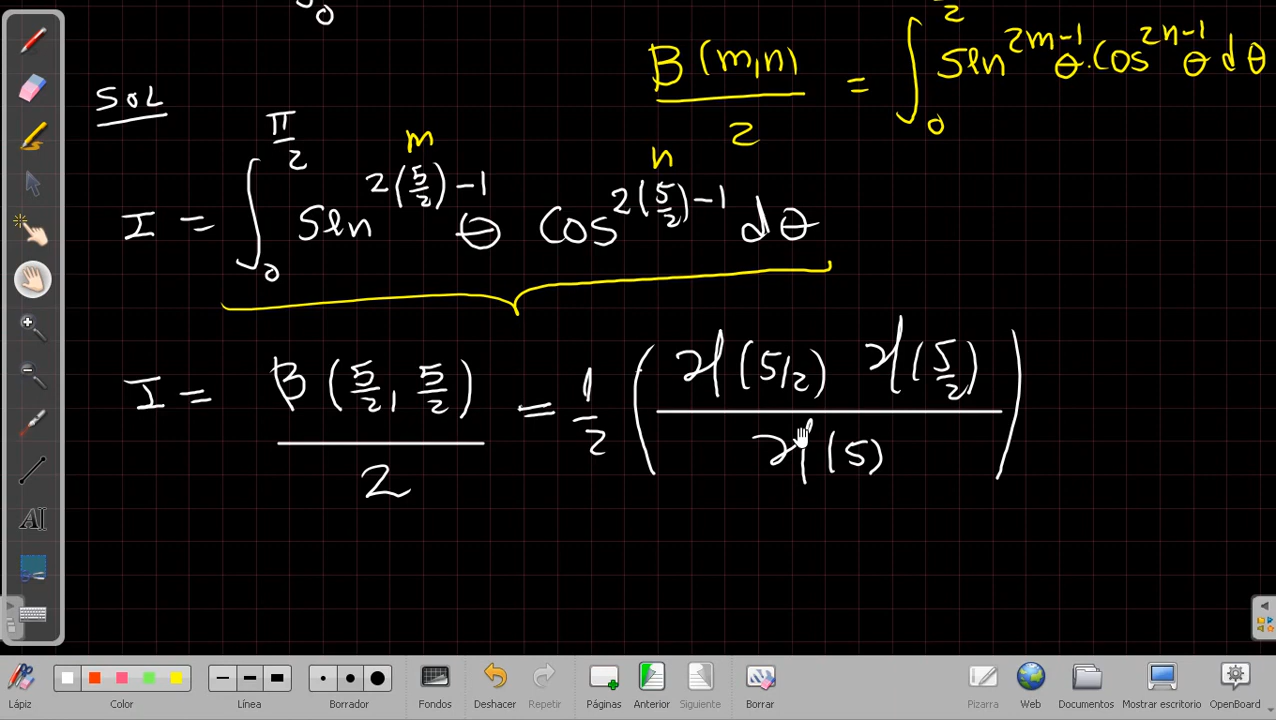 0
B(m,n)/2 = ∫₀^(π/2) sen^(2m-1) θ . cos^(2n-1) θ dθ
SOL
m n
I = ∫₀^(π/2) sen^(2(5/2)-1) θ cos^(2(5/2)-1) dθ
I = B(5/2, 5/2)/2 = 1/2 (γ(5/2) γ(5/2) / γ(5))
Lápiz Color Línea Borrador Fondos Deshacer Repetir Páginas Anterior Siguiente Borrar Pizarra Web Documentos Mostrar escritorio OpenBoard